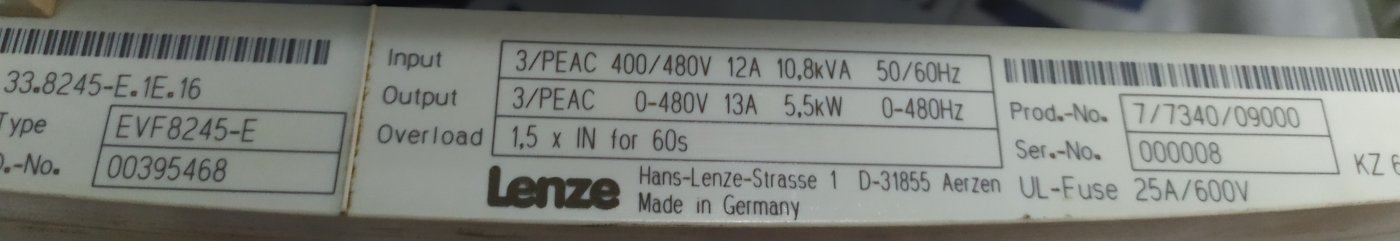 33.8245-E.1E.16
Type EVF8245-E
.-No. 00395468
Input 3/PEAC 400/480V 12A 10,8kVA 50/60Hz
Output 3/PEAC 0-480V 13A 5,5kW 0-480Hz
Overload 1,5 x IN for 60s
Lenze Hans-Lenze-Strasse 1 D-31855 Aerzen
Made in Germany
Prod.-No. 7/7340/09000
Ser.-No. 000008
UL-Fuse 25A/600V
KZ 6